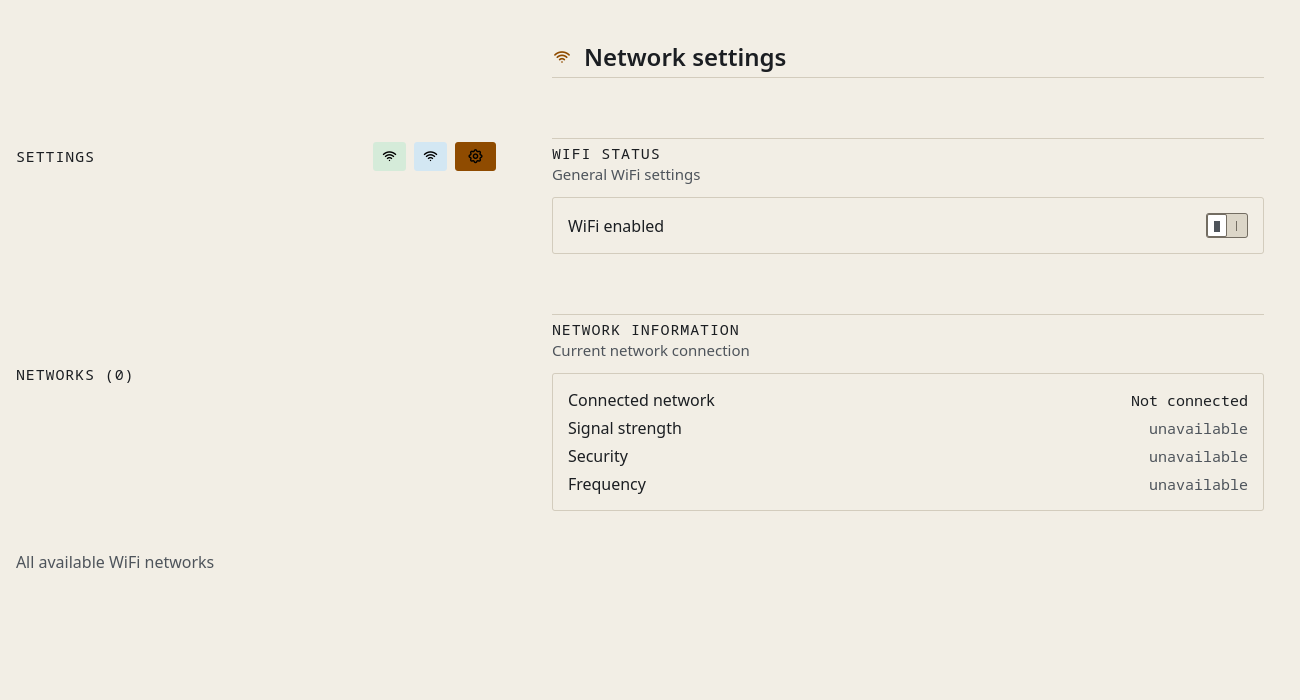 Network settings
SETTINGS
WIFI STATUS
General WiFi settings
WiFi enabled
NETWORK INFORMATION
Current network connection
NETWORKS (0)
Connected network Not connected
Signal strength unavailable
Security unavailable
Frequency unavailable
All available WiFi networks